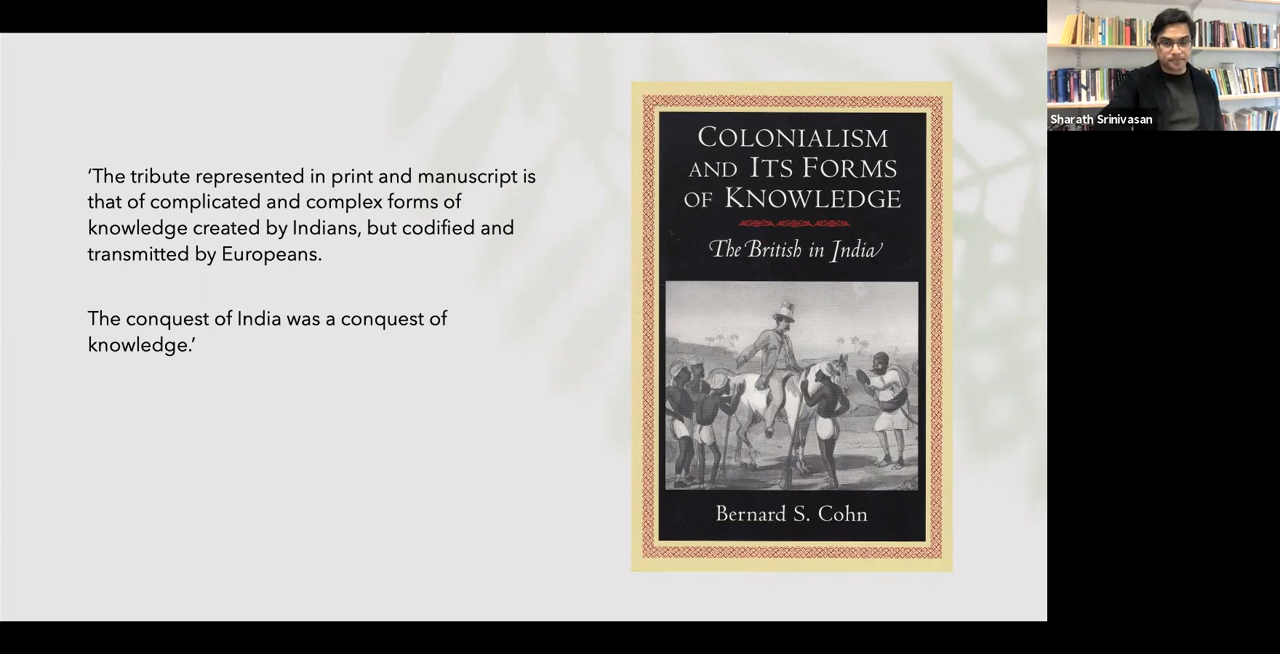 ‘The tribute represented in print and manuscript is
that of complicated and complex forms of
knowledge created by Indians, but codified and
transmitted by Europeans.
The conquest of India was a conquest of
knowledge.’
COLONIALISM
AND ITS FORMS
OF KNOWLEDGE
The British in India
Bernard S. Cohn
Sharath Srinivasan